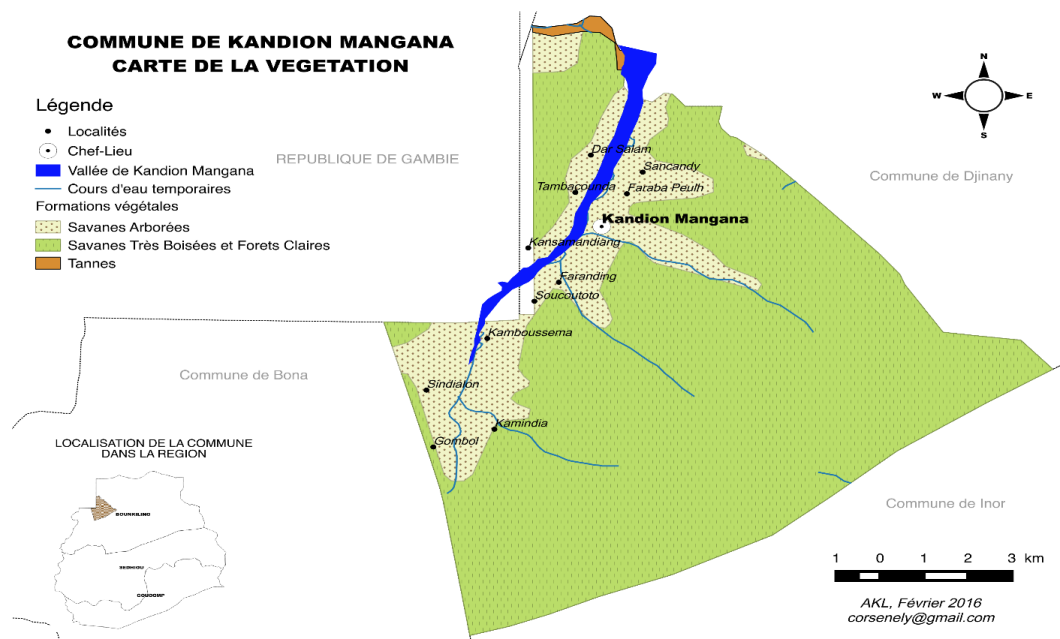 COMMUNE DE KANDION MANGANA
CARTE DE LA VEGETATION
Légende
Localités
Chef-Lieu
Vallée de Kandion Mangana
Cours d'eau temporaires
Formations végétales
Savanes Arborées
Savanes Très Boisées et Forets Claires
Tannes
REPUBLIQUE DE GAMBIE
N
W
E
S
Commune de Djinany
Dar Salam
Sancandy
Tambacounda
Faraba Peulh
Kandion Mangana
Kansamandiang
Faranding
Soucoutoto
Kamboussema
Commune de Bona
Sindialon
Kamindia
Gombol
Commune de Inor
LOCALISATION DE LA COMMUNE
DANS LA REGION
BOUNKILING
SEDHIOU
1 0 1 2 3 km
AKL, Février 2016
corsenely@gmail.com